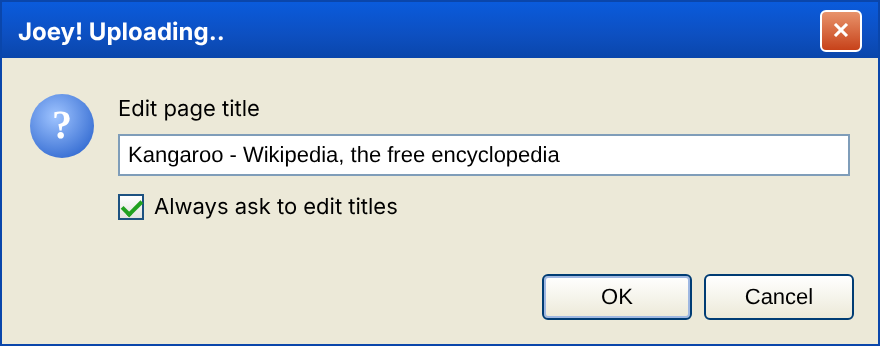 Joey! Uploading..
?
Edit page title
Kangaroo - Wikipedia, the free encyclopedia
Always ask to edit titles
OK
Cancel